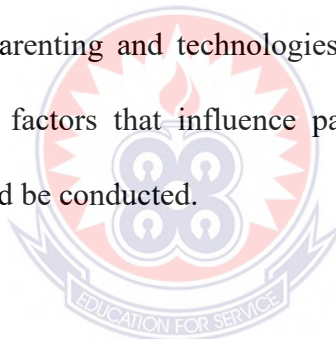 arenting and technologies
factors that influence pa
d be conducted.
EDUCATION FOR SERVICE